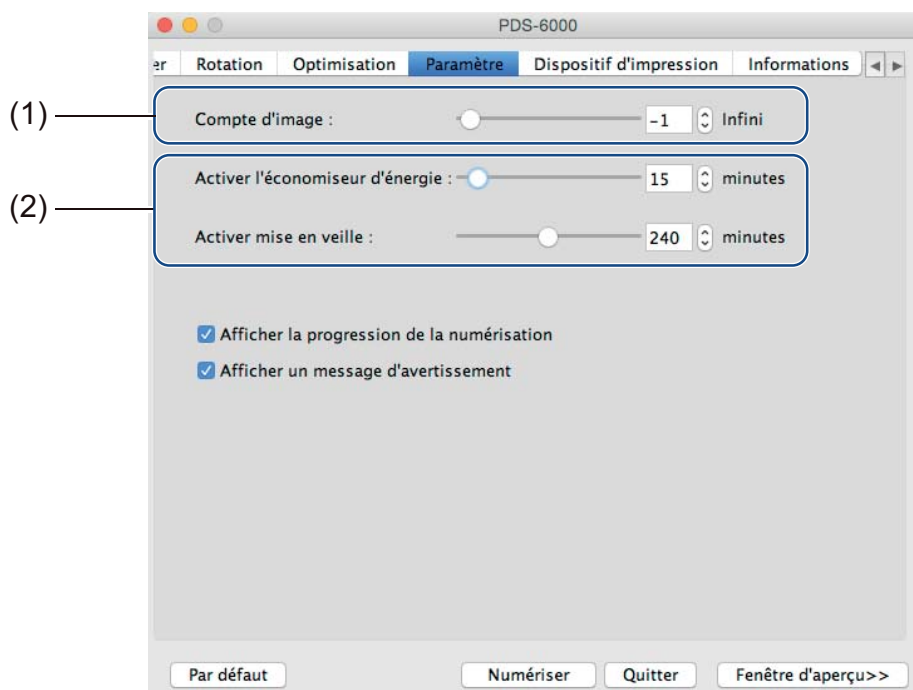 PDS-6000
er Rotation Optimisation Paramètre Dispositif d'impression Informations
(1) Compte d'image : -1 Infini
(2) Activer l'économiseur d'énergie : 15 minutes
Activer mise en veille : 240 minutes
Afficher la progression de la numérisation
Afficher un message d'avertissement
Par défaut Numériser Quitter Fenêtre d'aperçu>>